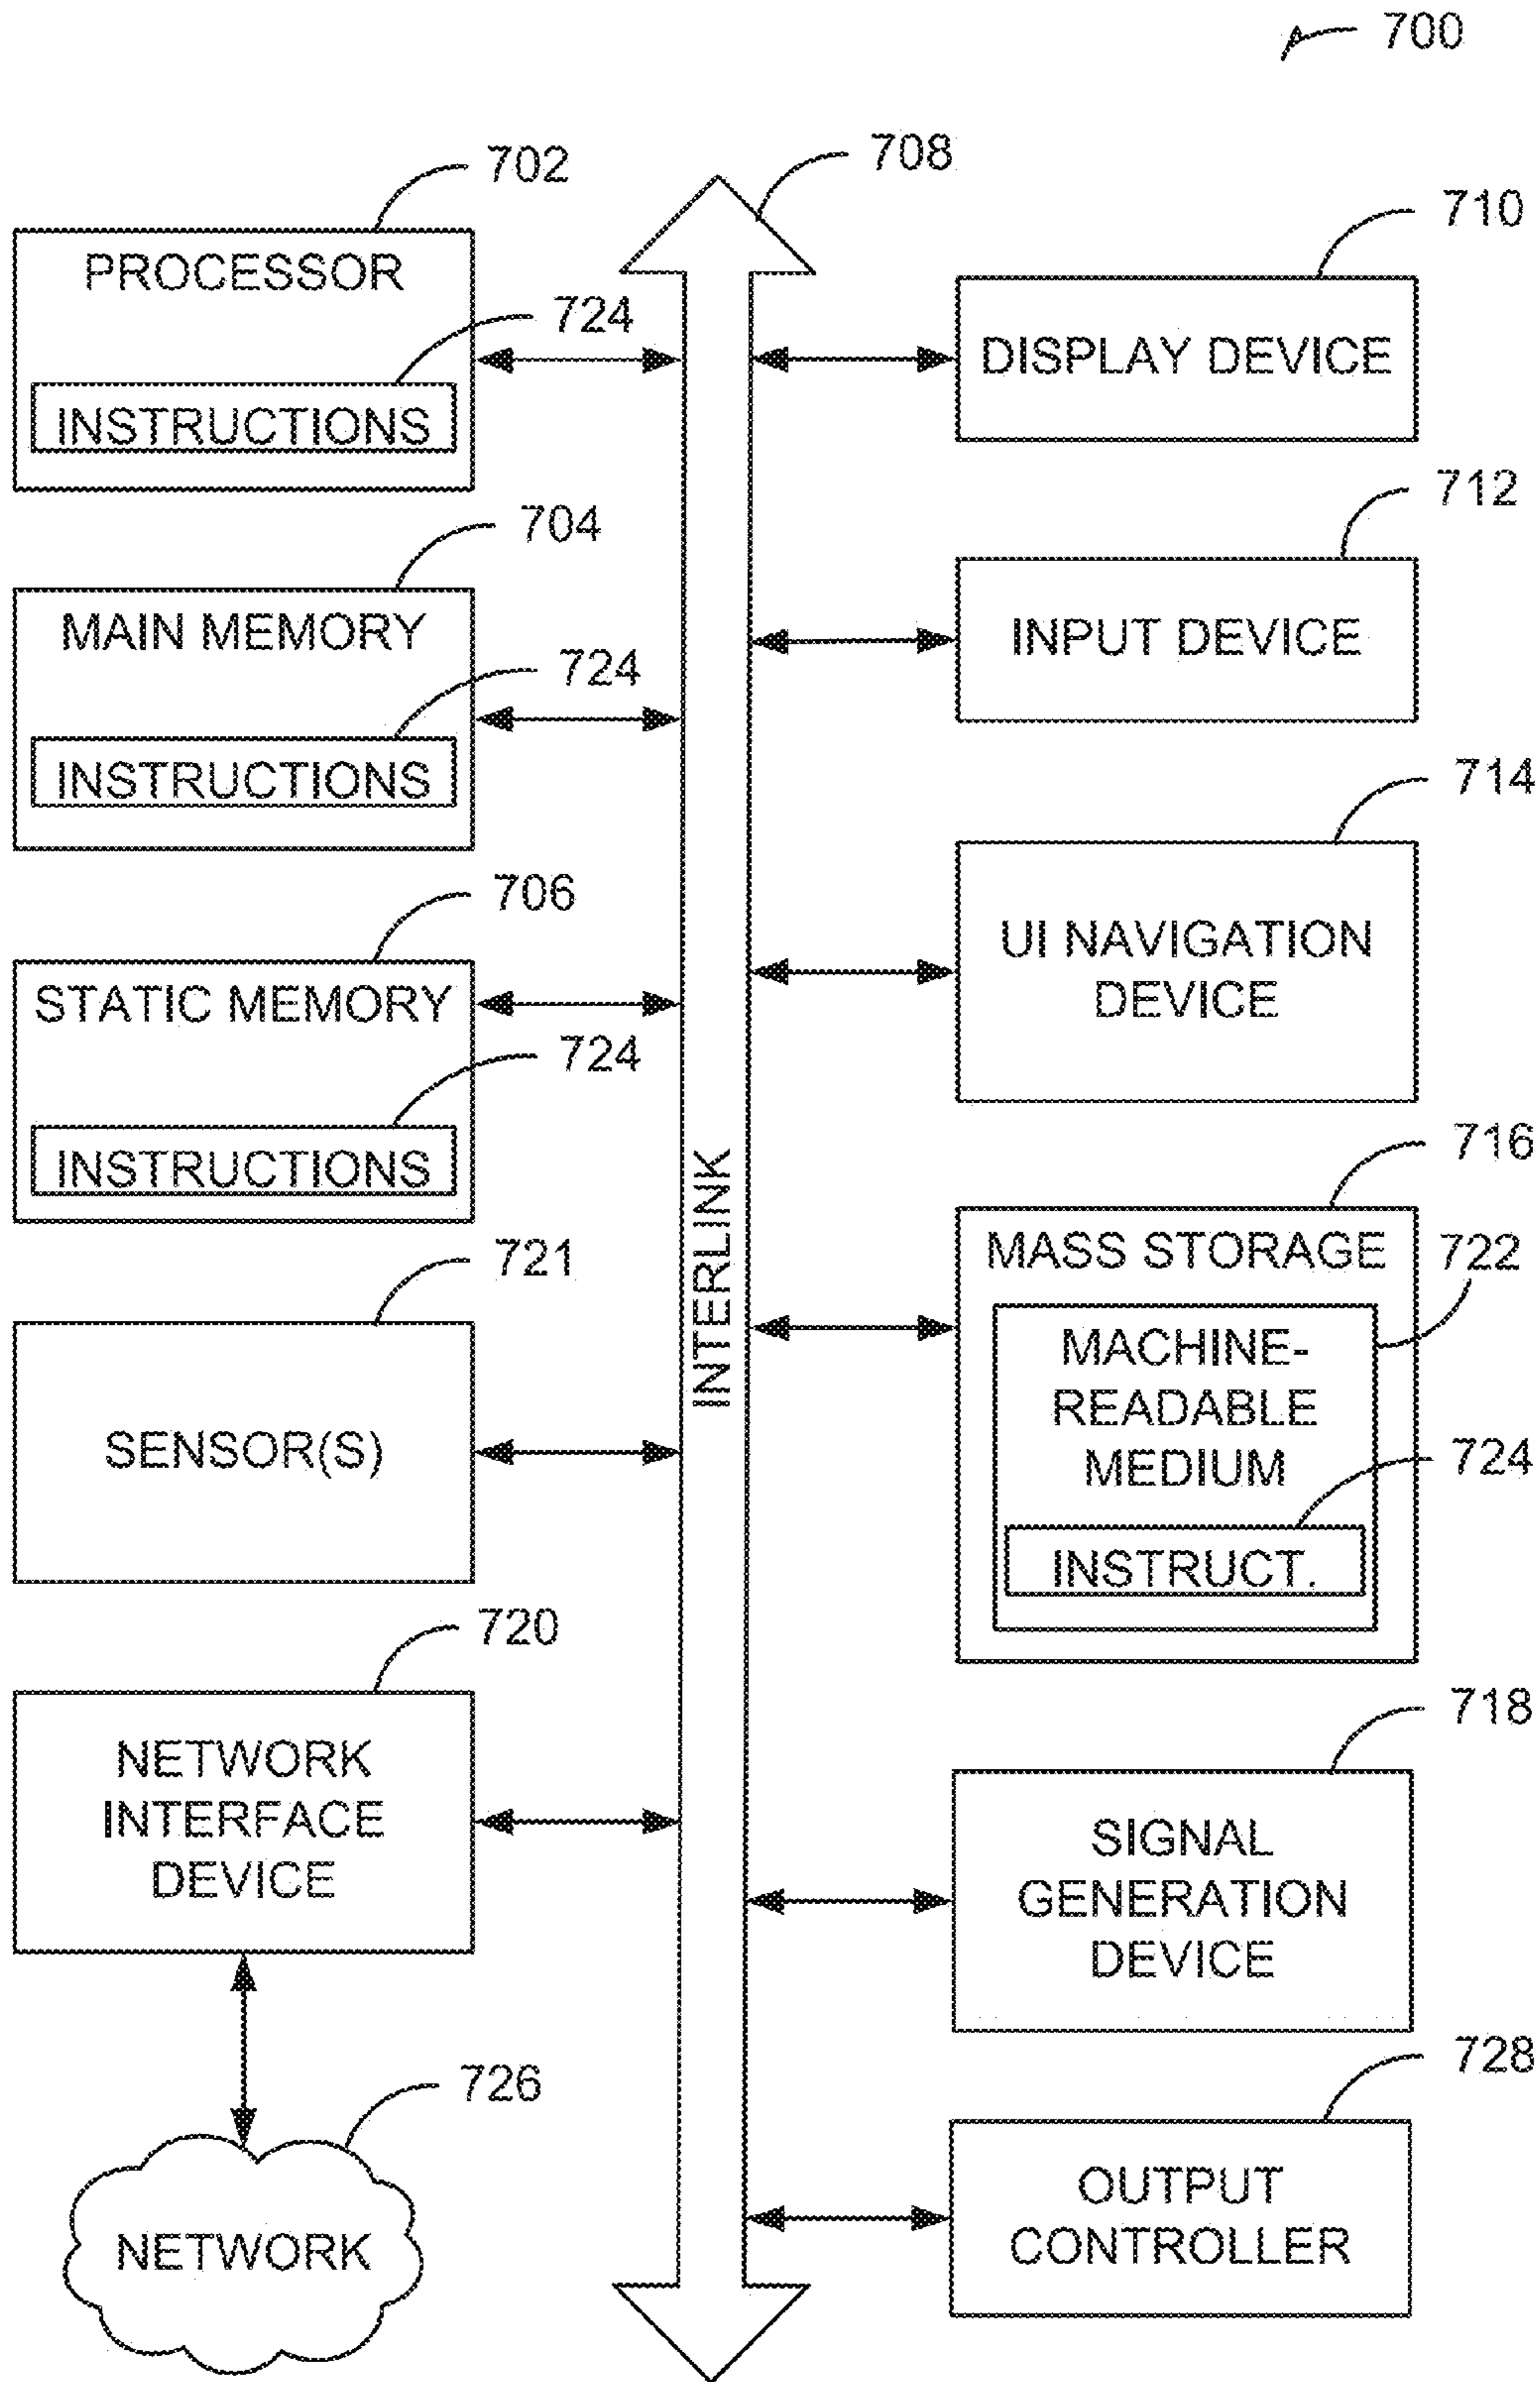 700
702
708
710
PROCESSOR
724
INSTRUCTIONS
DISPLAY DEVICE
704
712
MAIN MEMORY
724
INSTRUCTIONS
INPUT DEVICE
706
714
STATIC MEMORY
724
INSTRUCTIONS
UI NAVIGATION
DEVICE
INTERLINK
721
716
SENSOR(S)
MASS STORAGE
722
MACHINE-
READABLE
MEDIUM
724
INSTRUCT.
720
718
NETWORK
INTERFACE
DEVICE
SIGNAL
GENERATION
DEVICE
726
728
NETWORK
OUTPUT
CONTROLLER